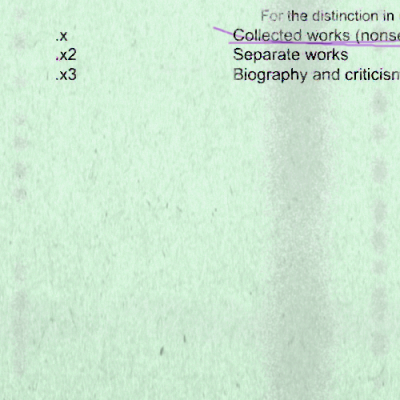 For the distinction in
.x Collected works (nonse
.x2 Separate works
.x3 Biography and criticism